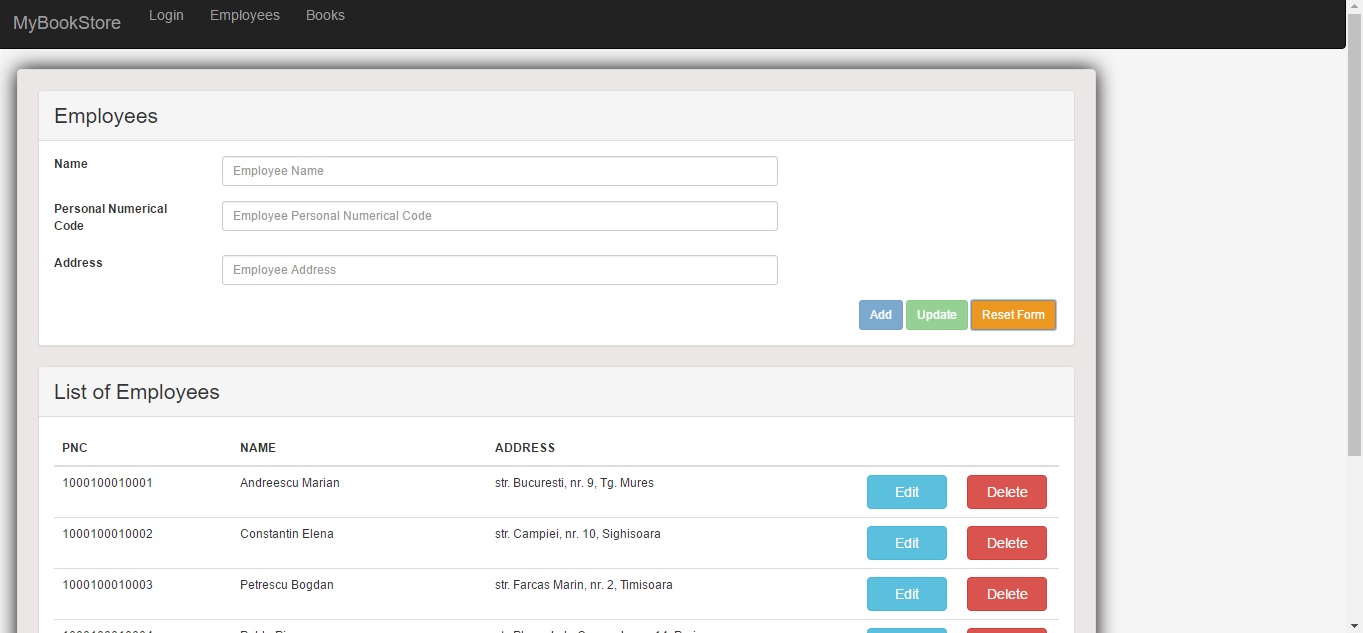 MyBookStore Login Employees Books
Employees
Name Employee Name
Personal Numerical Code Employee Personal Numerical Code
Address Employee Address
Add Update Reset Form
List of Employees
PNC NAME ADDRESS
1000100010001 Andreescu Marian str. Bucuresti, nr. 9, Tg. Mures Edit Delete
1000100010002 Constantin Elena str. Campiei, nr. 10, Sighisoara Edit Delete
1000100010003 Petrescu Bogdan str. Farcas Marin, nr. 2, Timisoara Edit Delete